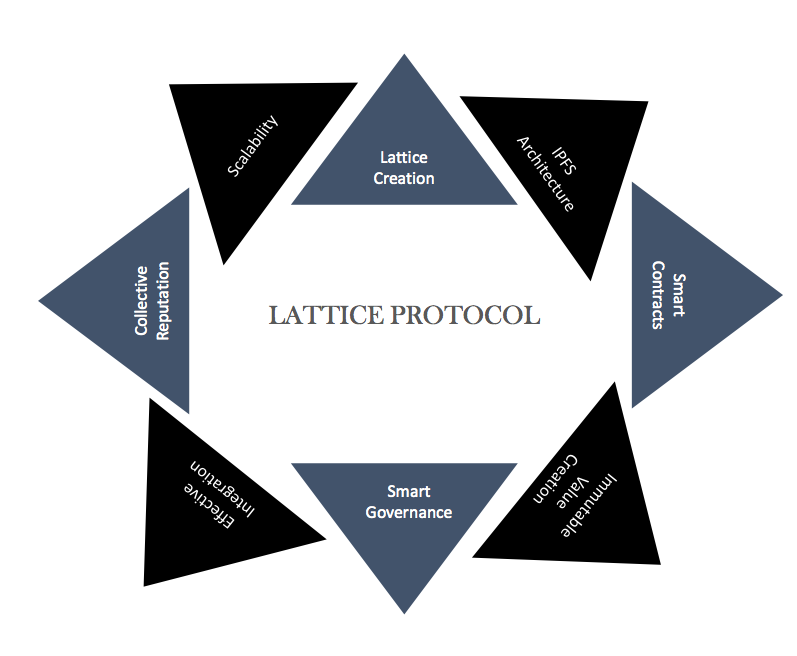 Scalability
Lattice
Creation
IPFS
Architecture
Collective
Reputation
LATTICE PROTOCOL
Smart
Contracts
Effective
Integration
Smart
Governance
Immutable
Value
Creation